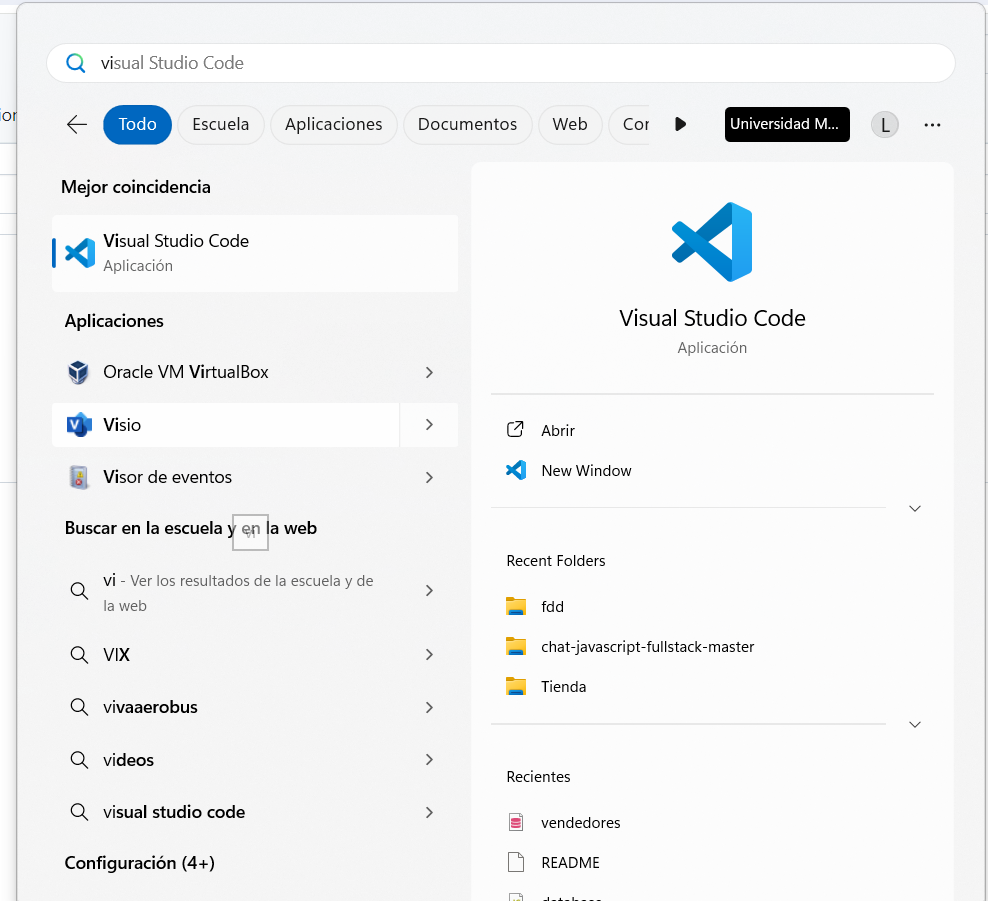 ion
visual Studio Code
Todo
Escuela
Aplicaciones
Documentos
Web
Cor
Universidad M...
L
Mejor coincidencia
Visual Studio Code
Aplicación
Aplicaciones
Oracle VM VirtualBox
Visio
Visor de eventos
Buscar en la escuela y en la web
vi
vi - Ver los resultados de la escuela y de
la web
VIX
vivaaerobus
videos
visual studio code
Configuración (4+)
Visual Studio Code
Aplicación
Abrir
New Window
Recent Folders
fdd
chat-javascript-fullstack-master
Tienda
Recientes
vendedores
README
database